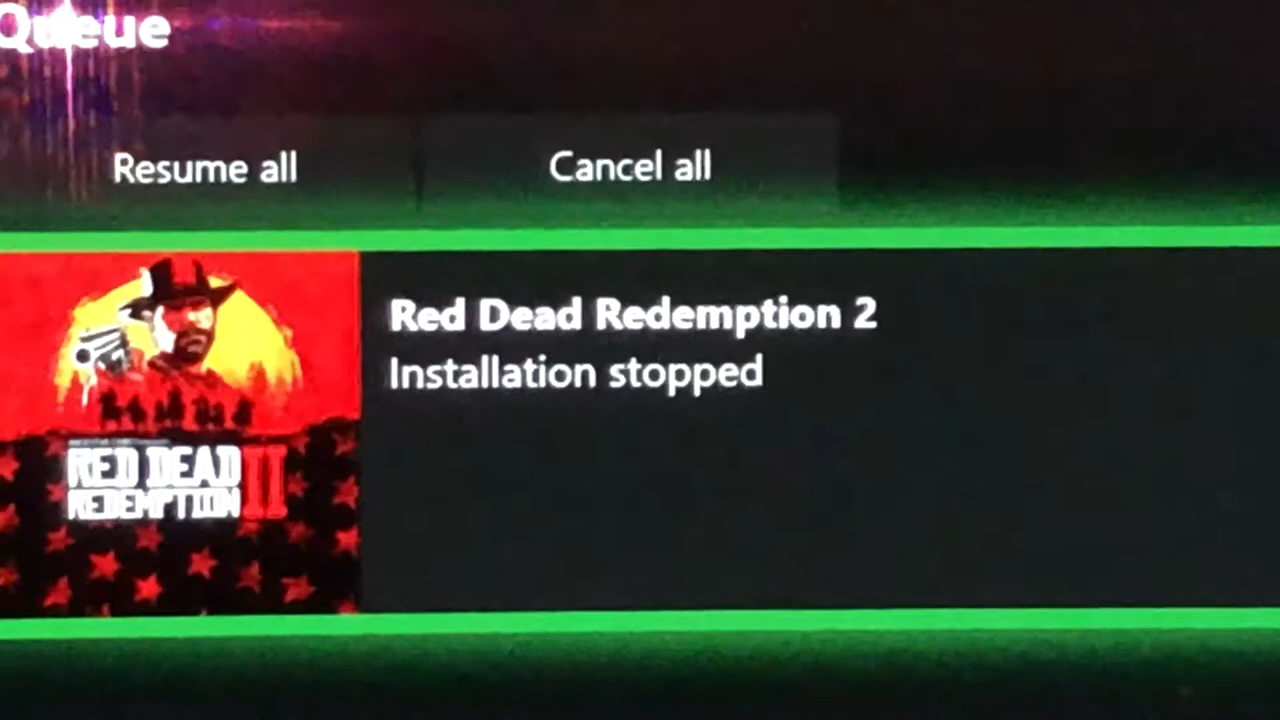 Queue
Resume all
Cancel all
Red Dead Redemption 2
Installation stopped
RED DEAD
REDEMPTION II